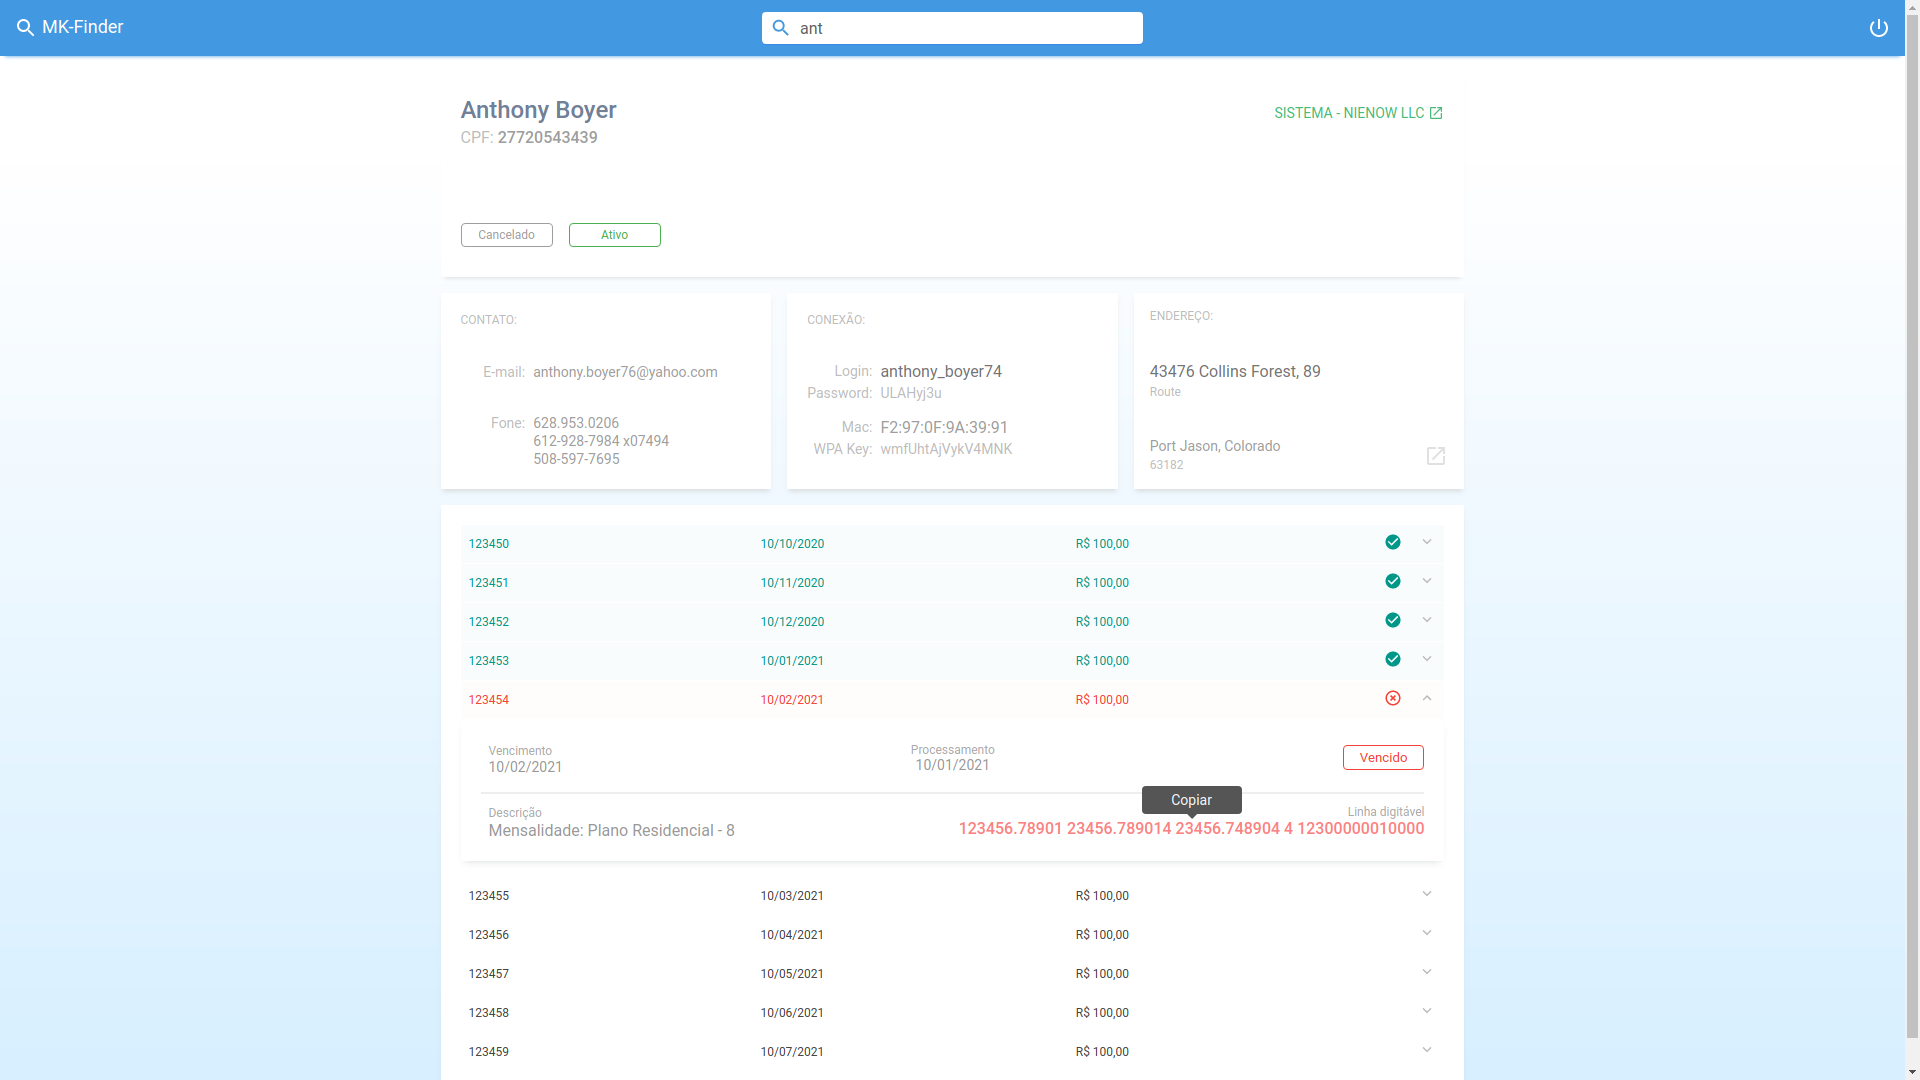 MK-Finder
ant
Anthony Boyer
SISTEMA - NIENOW LLC
CPF: 27720543439
Cancelado
Ativo
CONTATO:
E-mail: anthony.boyer76@yahoo.com
Fone: 628.953.0206
612-928-7984 x07494
508-597-7695
CONEXÃO:
Login: anthony_boyer74
Password: ULAHyj3u
Mac: F2:97:0F:9A:39:91
WPA Key: wmfUhtAjVykV4MNK
ENDEREÇO:
43476 Collins Forest, 89
Route
Port Jason, Colorado
63182
123450 10/10/2020 R$ 100,00
123451 10/11/2020 R$ 100,00
123452 10/12/2020 R$ 100,00
123453 10/01/2021 R$ 100,00
123454 10/02/2021 R$ 100,00
Vencimento
10/02/2021
Processamento
10/01/2021
Vencido
Descrição
Mensalidade: Plano Residencial - 8
Copiar
Linha digitável
123456.78901 23456.789014 23456.748904 4 12300000010000
123455 10/03/2021 R$ 100,00
123456 10/04/2021 R$ 100,00
123457 10/05/2021 R$ 100,00
123458 10/06/2021 R$ 100,00
123459 10/07/2021 R$ 100,00